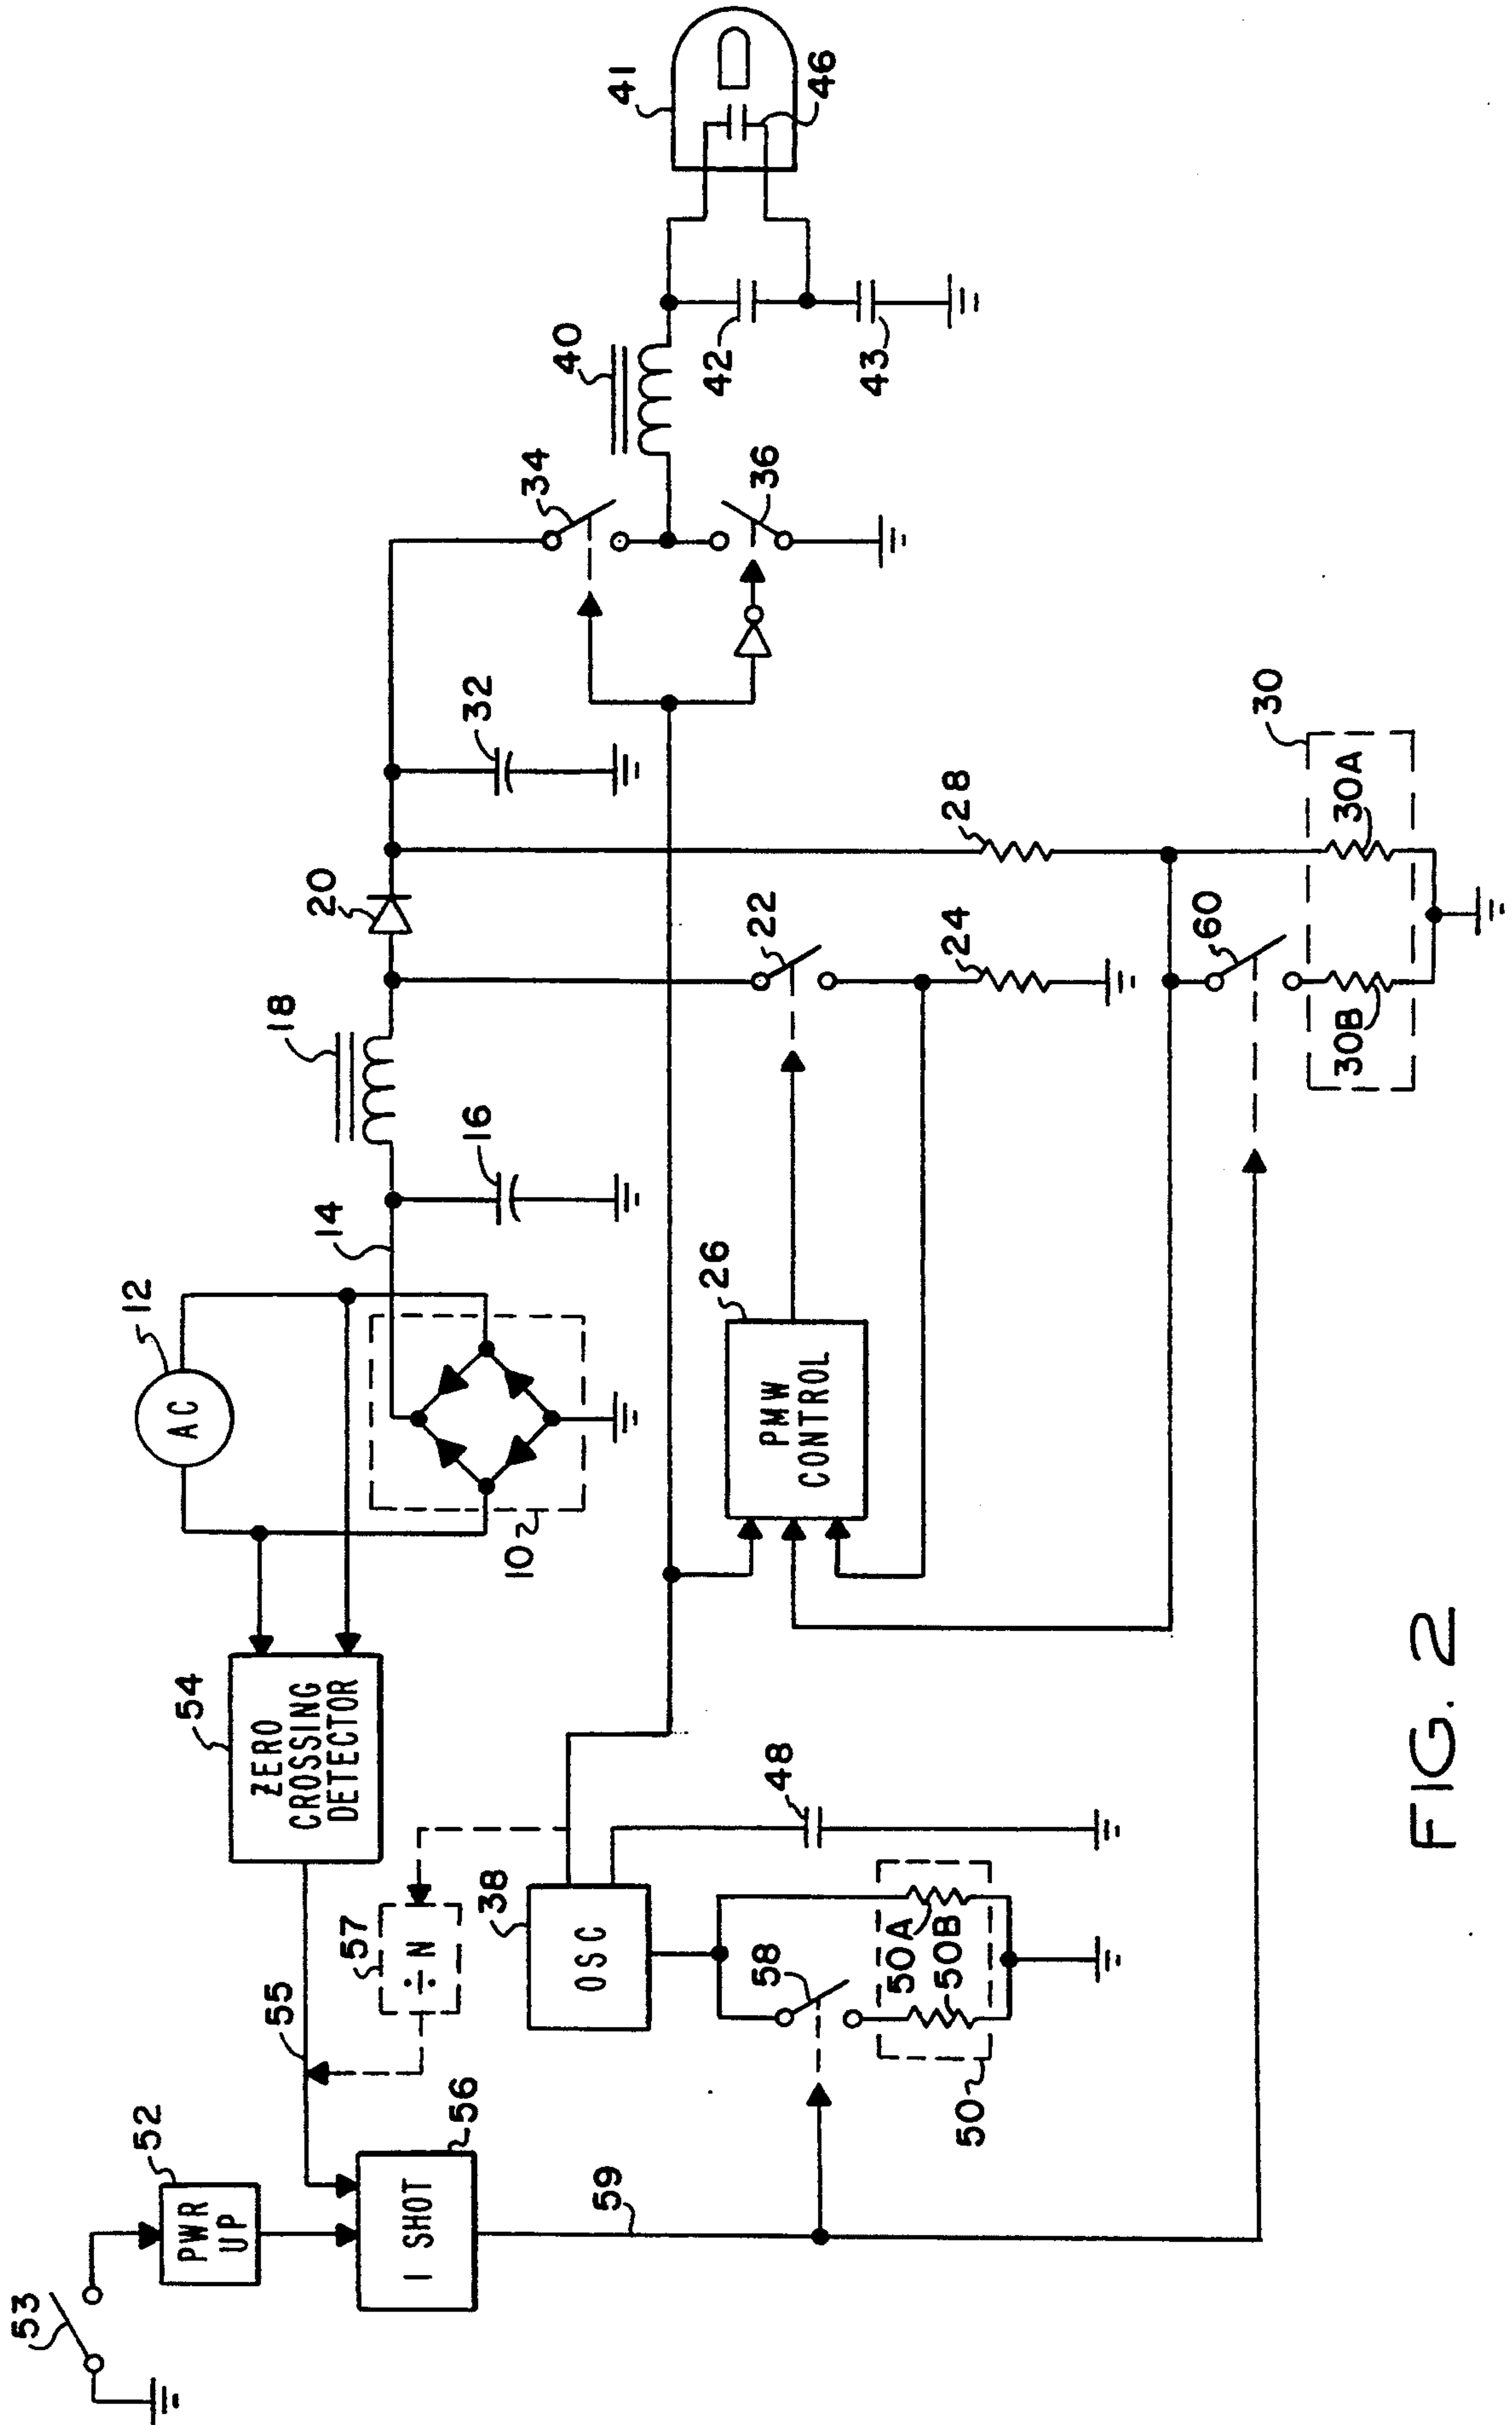 53
52
PWR
UP
55
54
ZERO
CROSSING
DETECTOR
12
AC
14
18
20
16
10
32
34
40
41
46
42
43
36
56
1 SHOT
57
÷ N
38
OSC
48
59
58
50A
50B
50
26
PMW
CONTROL
22
24
28
60
30
30A
30B
FIG. 2